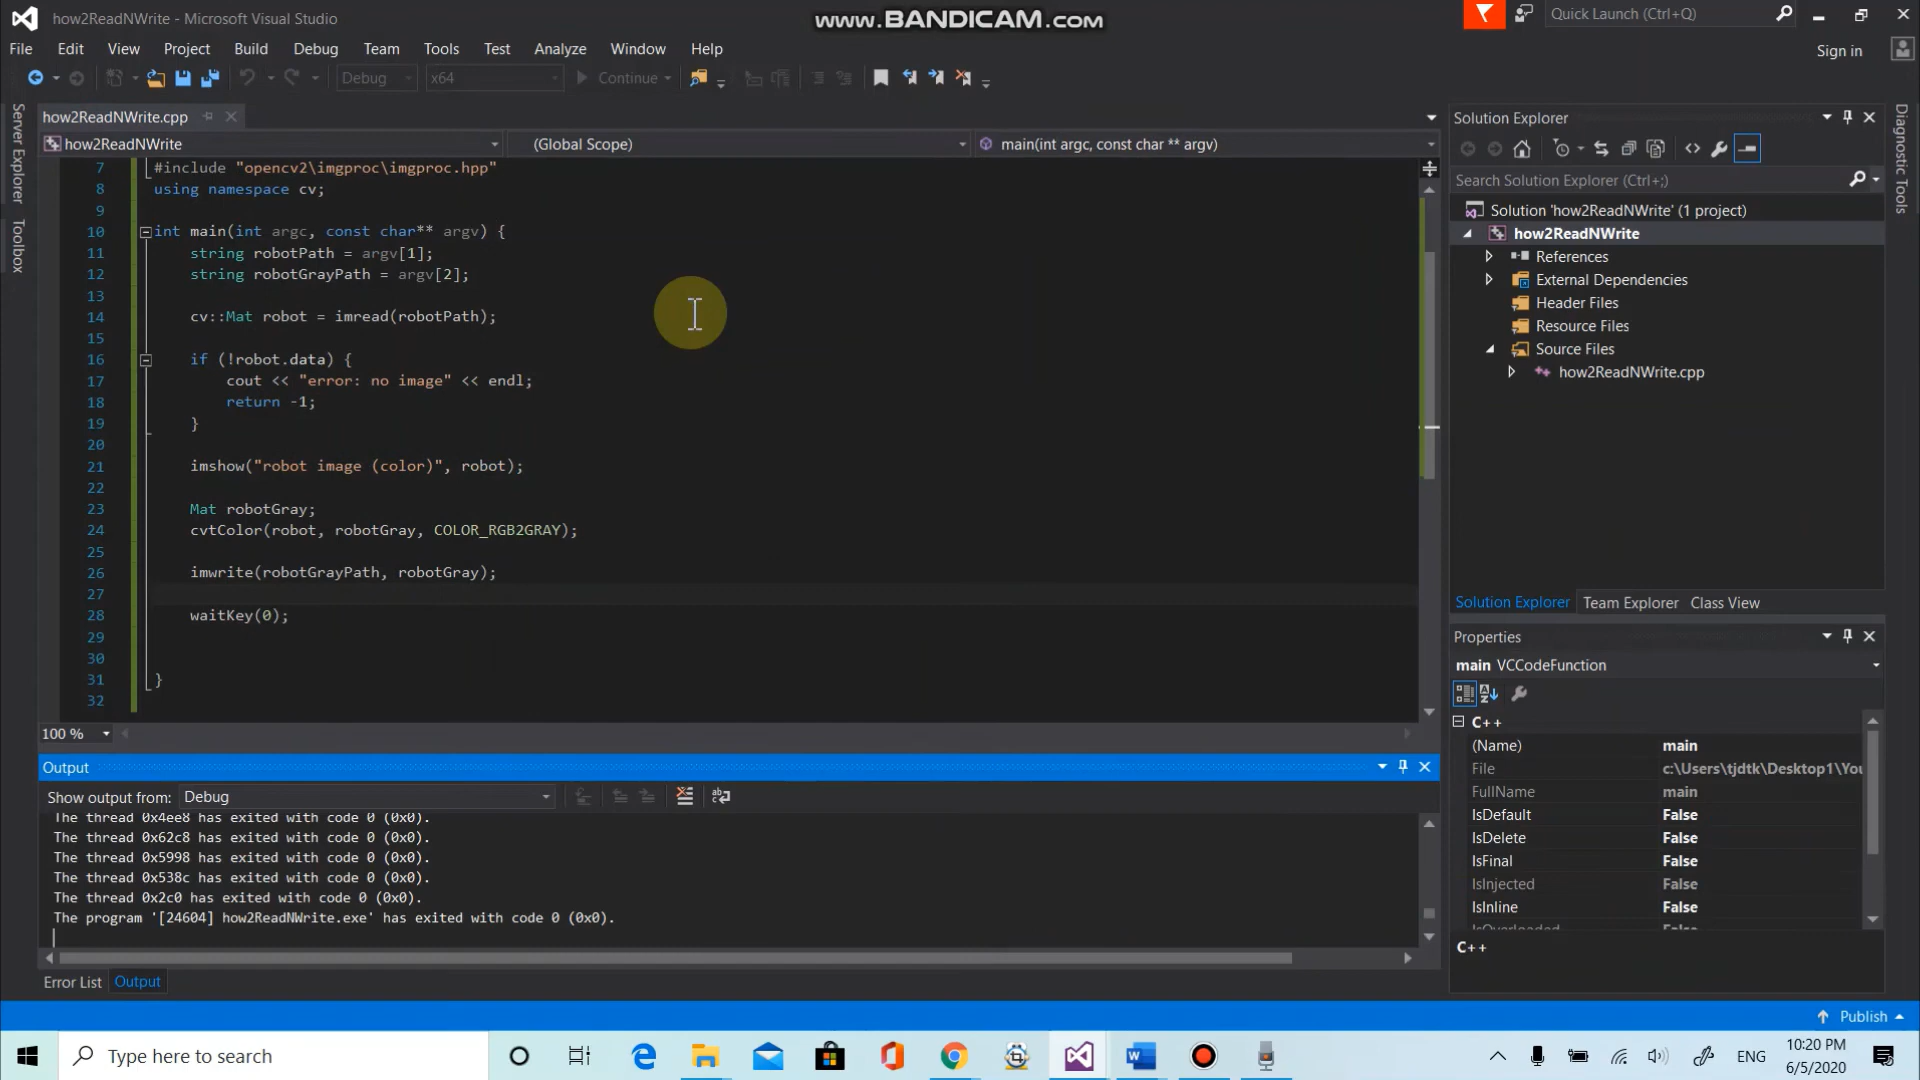 how2ReadNWrite - Microsoft Visual Studio
www.BANDICAM.com
Quick Launch (Ctrl+Q)
File Edit View Project Build Debug Team Tools Test Analyze Window Help
Sign in
Debug x64 Continue
Server Explorer
Toolbox
how2ReadNWrite.cpp
how2ReadNWrite (Global Scope) main(int argc, const char ** argv)
7 #include "opencv2\imgproc\imgproc.hpp"
8 using namespace cv;
9
10 int main(int argc, const char** argv) {
11 string robotPath = argv[1];
12 string robotGrayPath = argv[2];
13
14 cv::Mat robot = imread(robotPath);
15
16 if (!robot.data) {
17 cout << "error: no image" << endl;
18 return -1;
19 }
20
21 imshow("robot image (color)", robot);
22
23 Mat robotGray;
24 cvtColor(robot, robotGray, COLOR_RGB2GRAY);
25
26 imwrite(robotGrayPath, robotGray);
27
28 waitKey(0);
29
30
31 }
32
100 %
Output
Show output from: Debug
The thread 0x4ee8 has exited with code 0 (0x0).
The thread 0x62c8 has exited with code 0 (0x0).
The thread 0x5998 has exited with code 0 (0x0).
The thread 0x538c has exited with code 0 (0x0).
The thread 0x2c0 has exited with code 0 (0x0).
The program '[24604] how2ReadNWrite.exe' has exited with code 0 (0x0).
Error List Output
Solution Explorer
Search Solution Explorer (Ctrl+;)
Solution 'how2ReadNWrite' (1 project)
how2ReadNWrite
References
External Dependencies
Header Files
Resource Files
Source Files
how2ReadNWrite.cpp
Solution Explorer Team Explorer Class View
Properties
main VCCodeFunction
C++
(Name) main
File c:\Users\tjdtk\Desktop1\You
FullName main
IsDefault False
IsDelete False
IsFinal False
IsInjected False
IsInline False
IsOverloaded False
C++
Diagnostic Tools
Publish
Type here to search
ENG
10:20 PM
6/5/2020